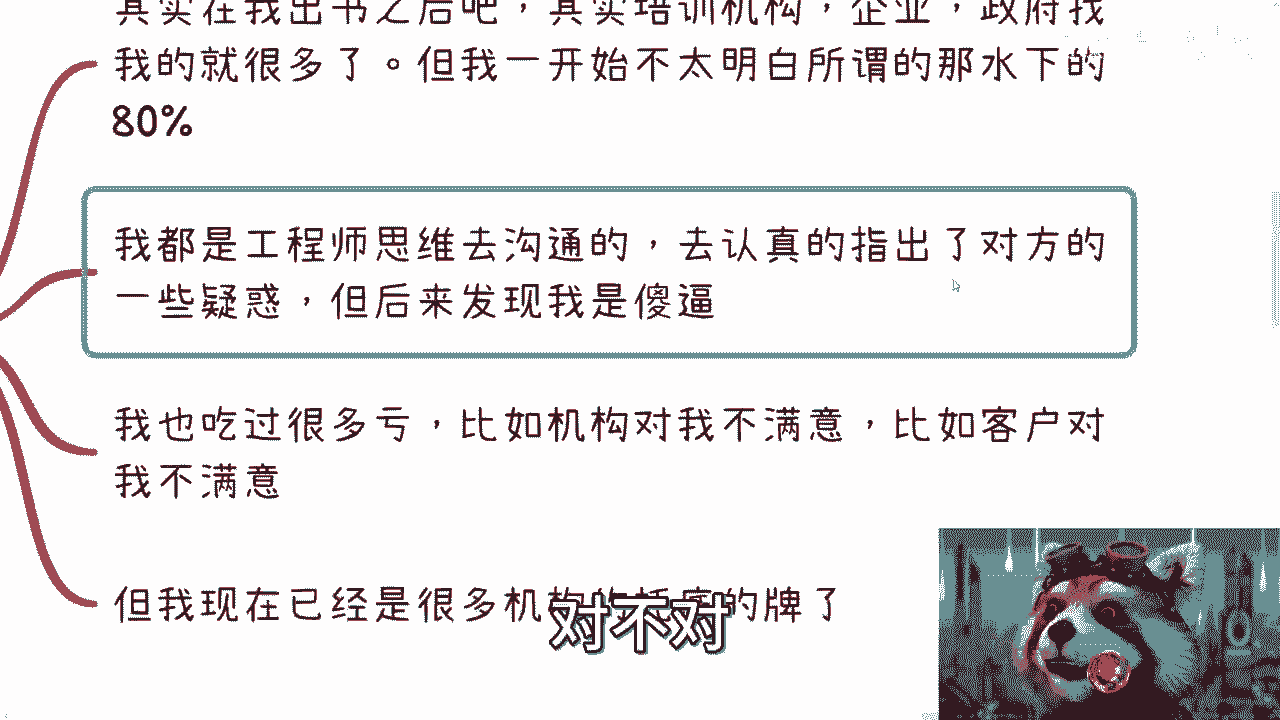 其实在我出书之后吧，其实培训机构，企业，政府找
我的就很多了。但我一开始不太明白所谓的那水下的
80%
我都是工程师思维去沟通的，去认真的指出了对方的
一些疑惑，但后来发现我是傻逼
我也吃过很多亏，比如机构对我不满意，比如客户对
我不满意
但我现在已经是很多机构的的牌了
对不对